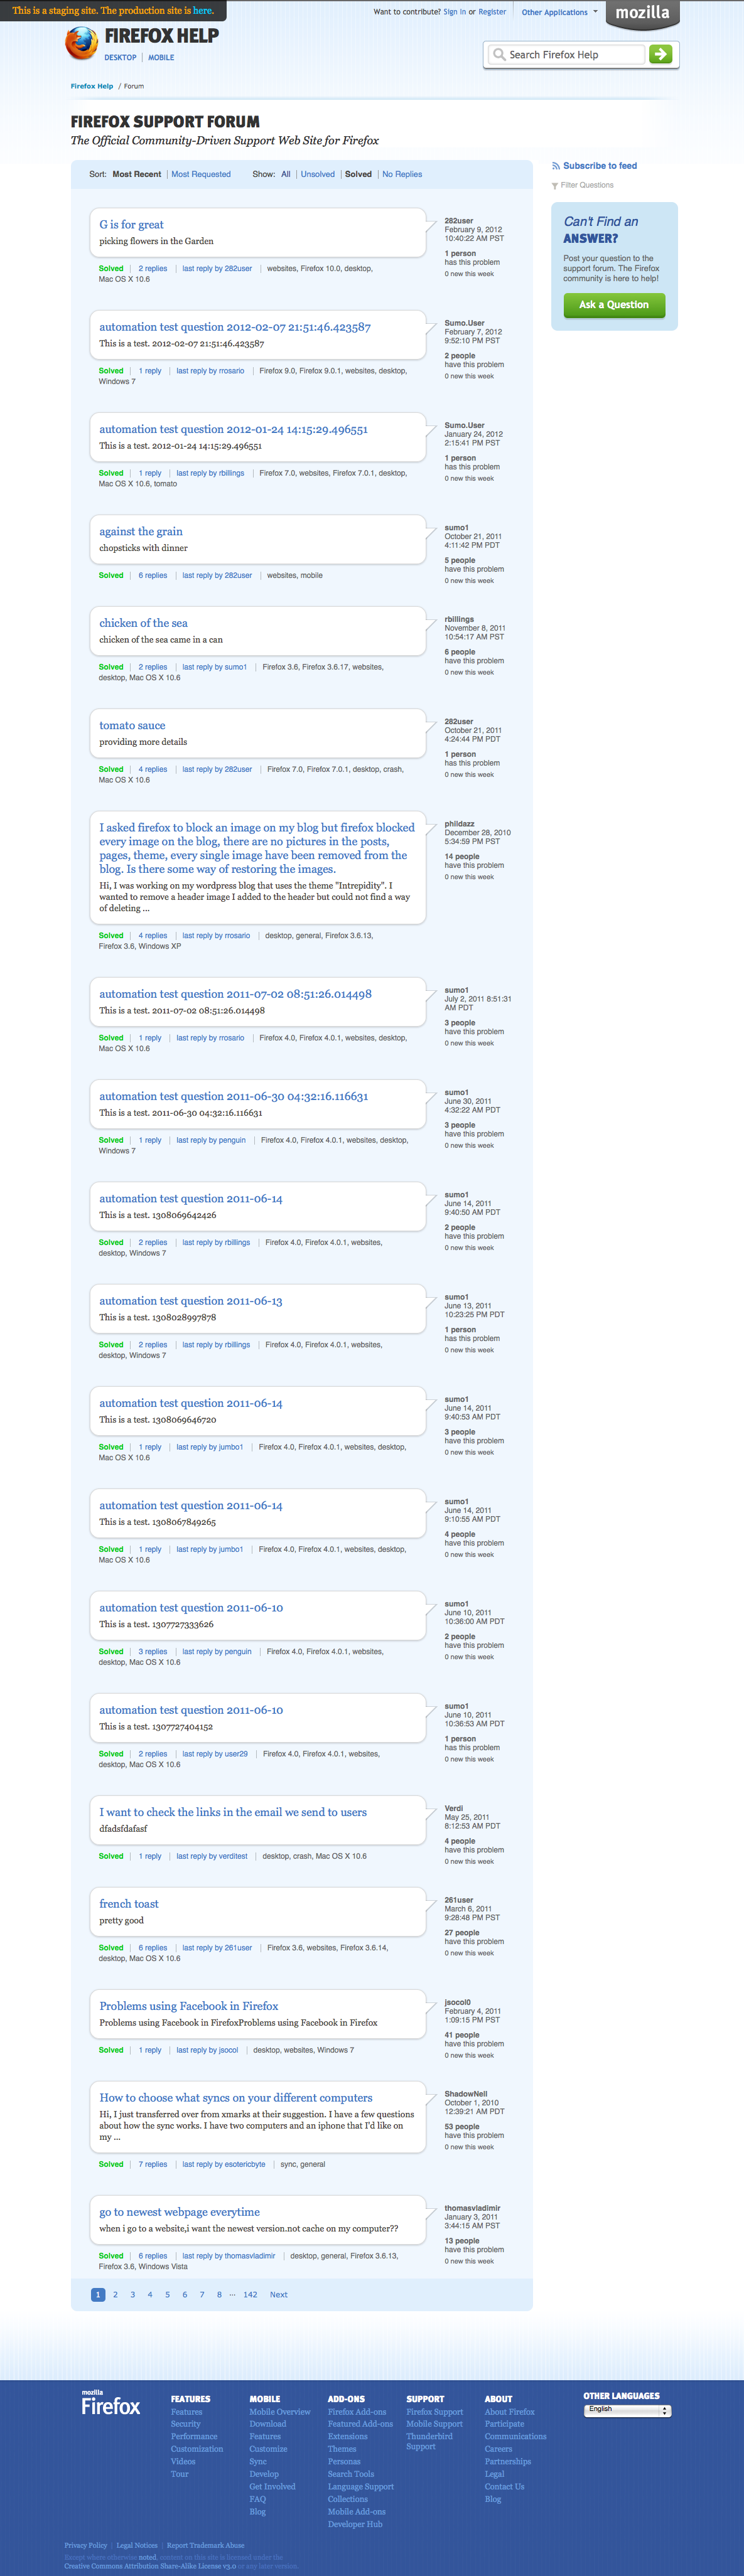 This is a staging site. The production site is here.
Want to contribute? Sign In or Register
Other Applications
mozilla
FIREFOX HELP
DESKTOP | MOBILE
Search Firefox Help
Firefox Help / Forum
FIREFOX SUPPORT FORUM
The Official Community-Driven Support Web Site for Firefox
Sort: Most Recent | Most Requested Show: All | Unsolved | Solved | No Replies
Subscribe to feed
Filter Questions
Can't Find an
ANSWER?
Post your question to the
support forum. The Firefox
community is here to help!
Ask a Question
G is for great
picking flowers in the Garden
Solved | 2 replies | last reply by 282user | websites, Firefox 10.0, desktop,
Mac OS X 10.6
282user
February 9, 2012
10:40:22 AM PST
1 person
has this problem
0 new this week
automation test question 2012-02-07 21:51:46.423587
This is a test. 2012-02-07 21:51:46.423587
Solved | 1 reply | last reply by rrosario | Firefox 9.0, Firefox 9.0.1, websites, desktop,
Windows 7
Sumo.User
February 7, 2012
9:52:10 PM PST
2 people
have this problem
0 new this week
automation test question 2012-01-24 14:15:29.496551
This is a test. 2012-01-24 14:15:29.496551
Solved | 1 reply | last reply by rbillings | Firefox 7.0, websites, Firefox 7.0.1, desktop,
Mac OS X 10.6, tomato
Sumo.User
January 24, 2012
2:15:41 PM PST
1 person
has this problem
0 new this week
against the grain
chopsticks with dinner
Solved | 6 replies | last reply by 282user | websites, mobile
sumo1
October 21, 2011
4:11:42 PM PDT
5 people
have this problem
0 new this week
chicken of the sea
chicken of the sea came in a can
Solved | 2 replies | last reply by sumo1 | Firefox 3.6, Firefox 3.6.17, websites,
desktop, Mac OS X 10.6
rbillings
November 8, 2011
10:54:17 AM PST
6 people
have this problem
0 new this week
tomato sauce
providing more details
Solved | 4 replies | last reply by 282user | Firefox 7.0, Firefox 7.0.1, desktop, crash,
Mac OS X 10.6
282user
October 21, 2011
4:24:44 PM PDT
1 person
has this problem
0 new this week
I asked firefox to block an image on my blog but firefox blocked
every image on the blog, there are no pictures in the posts,
pages, theme, every single image have been removed from the
blog. Is there some way of restoring the images.
Hi, I was working on my wordpress blog that uses the theme "Intrepidity". I
wanted to remove a header image I added to the header but could not find a way
of deleting ...
Solved | 4 replies | last reply by rrosario | desktop, general, Firefox 3.6.13,
Firefox 3.6, Windows XP
phildazz
December 28, 2010
5:34:59 PM PST
14 people
have this problem
0 new this week
automation test question 2011-07-02 08:51:26.014498
This is a test. 2011-07-02 08:51:26.014498
Solved | 1 reply | last reply by rrosario | Firefox 4.0, Firefox 4.0.1, websites, desktop,
Mac OS X 10.6
sumo1
July 2, 2011 8:51:31
AM PDT
3 people
have this problem
0 new this week
automation test question 2011-06-30 04:32:16.116631
This is a test. 2011-06-30 04:32:16.116631
Solved | 1 reply | last reply by penguin | Firefox 4.0, Firefox 4.0.1, websites, desktop,
Windows 7
sumo1
June 30, 2011
4:32:22 AM PDT
3 people
have this problem
0 new this week
automation test question 2011-06-14
This is a test. 1308069642426
Solved | 2 replies | last reply by rbillings | Firefox 4.0, Firefox 4.0.1, websites,
desktop, Windows 7
sumo1
June 14, 2011
9:40:50 AM PDT
2 people
have this problem
0 new this week
automation test question 2011-06-13
This is a test. 1308028997878
Solved | 2 replies | last reply by rbillings | Firefox 4.0, Firefox 4.0.1, websites,
desktop, Windows 7
sumo1
June 13, 2011
10:23:25 PM PDT
1 person
has this problem
0 new this week
automation test question 2011-06-14
This is a test. 1308069646720
Solved | 1 reply | last reply by jumbo1 | Firefox 4.0, Firefox 4.0.1, websites, desktop,
Mac OS X 10.6
sumo1
June 14, 2011
9:40:53 AM PDT
3 people
have this problem
0 new this week
automation test question 2011-06-14
This is a test. 1308067849265
Solved | 1 reply | last reply by jumbo1 | Firefox 4.0, Firefox 4.0.1, websites, desktop,
Mac OS X 10.6
sumo1
June 14, 2011
9:10:55 AM PDT
4 people
have this problem
0 new this week
automation test question 2011-06-10
This is a test. 1307727333626
Solved | 3 replies | last reply by penguin | Firefox 4.0, Firefox 4.0.1, websites,
desktop, Mac OS X 10.6
sumo1
June 10, 2011
10:36:00 AM PDT
2 people
have this problem
0 new this week
automation test question 2011-06-10
This is a test. 1307727404152
Solved | 2 replies | last reply by user29 | Firefox 4.0, Firefox 4.0.1, websites,
desktop, Mac OS X 10.6
sumo1
June 10, 2011
10:36:53 AM PDT
1 person
has this problem
0 new this week
I want to check the links in the email we send to users
dfadsfdafasf
Solved | 1 reply | last reply by verditest | desktop, crash, Mac OS X 10.6
Verdi
May 25, 2011
8:12:53 AM PDT
4 people
have this problem
0 new this week
french toast
pretty good
Solved | 6 replies | last reply by 261user | Firefox 3.6, websites, Firefox 3.6.14,
desktop, Mac OS X 10.6
261user
March 6, 2011
9:28:48 PM PST
27 people
have this problem
0 new this week
Problems using Facebook in Firefox
Problems using Facebook in FirefoxProblems using Facebook in Firefox
Solved | 1 reply | last reply by jsocol | desktop, websites, Windows 7
jsocol0
February 4, 2011
1:09:15 PM PST
41 people
have this problem
0 new this week
How to choose what syncs on your different computers
Hi, I just transferred over from xmarks at their suggestion. I have a few questions
about how the sync works. I have two computers and an iphone that I'd like on
my ...
Solved | 7 replies | last reply by esotericbyte | sync, general
ShadowNell
October 1, 2010
12:39:21 AM PDT
53 people
have this problem
0 new this week
go to newest webpage everytime
when i go to a website,i want the newest version.not cache on my computer??
Solved | 6 replies | last reply by thomasvladimir | desktop, general, Firefox 3.6.13,
Firefox 3.6, Windows Vista
thomasvladimir
January 3, 2011
3:44:15 AM PST
13 people
have this problem
0 new this week
1 2 3 4 5 6 7 8 ... 142 Next
mozilla
Firefox
FEATURES
Features
Security
Performance
Customization
Videos
Tour
MOBILE
Mobile Overview
Download
Features
Customize
Sync
Develop
Get Involved
FAQ
Blog
ADD-ONS
Firefox Add-ons
Featured Add-ons
Extensions
Themes
Personas
Search Tools
Language Support
Collections
Mobile Add-ons
Developer Hub
SUPPORT
Firefox Support
Mobile Support
Thunderbird
Support
ABOUT
About Firefox
Participate
Communications
Careers
Partnerships
Legal
Contact Us
Blog
OTHER LANGUAGES
English
Privacy Policy | Legal Notices | Report Trademark Abuse
Except where otherwise noted, content on this site is licensed under the
Creative Commons Attribution Share-Alike License v3.0 or any later version.